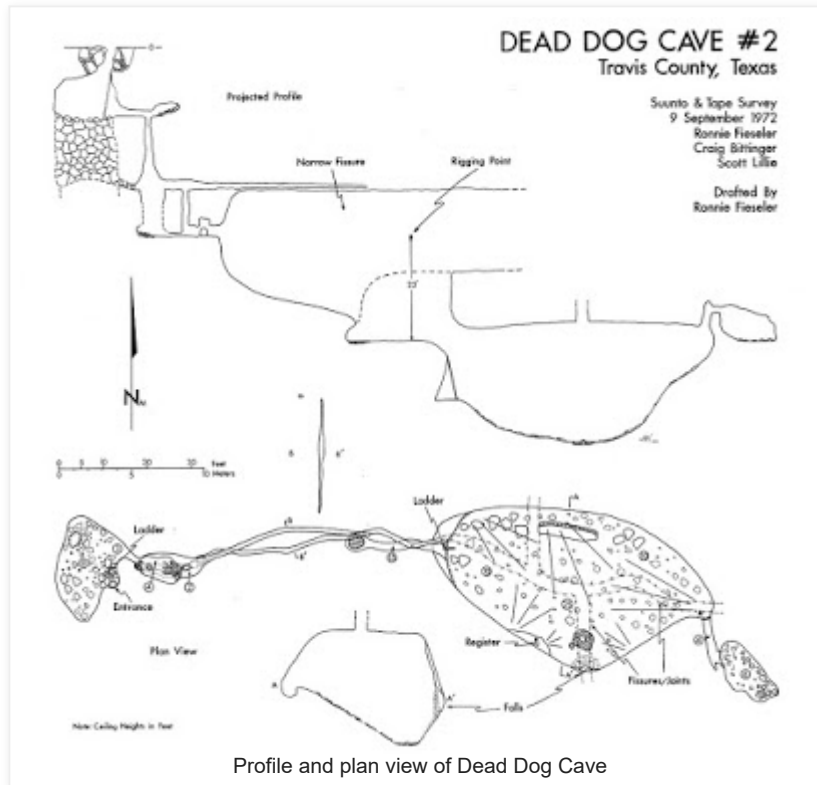 DEAD DOG CAVE #2
Travis County, Texas
Suunto & Tape Survey
9 September 1972
Ronnie Fieseler
Craig Bittinger
Scott Lillie
Drafted By
Ronnie Fieseler
Projected Profile
Narrow Fissure
Rigging Point
N
Feet
Meters
B
B'
Ladder
Ladder
Entrance
Plan View
Register
Fissures/Joints
A
A'
Falls
Note: Ceiling Heights in Feet
Profile and plan view of Dead Dog Cave